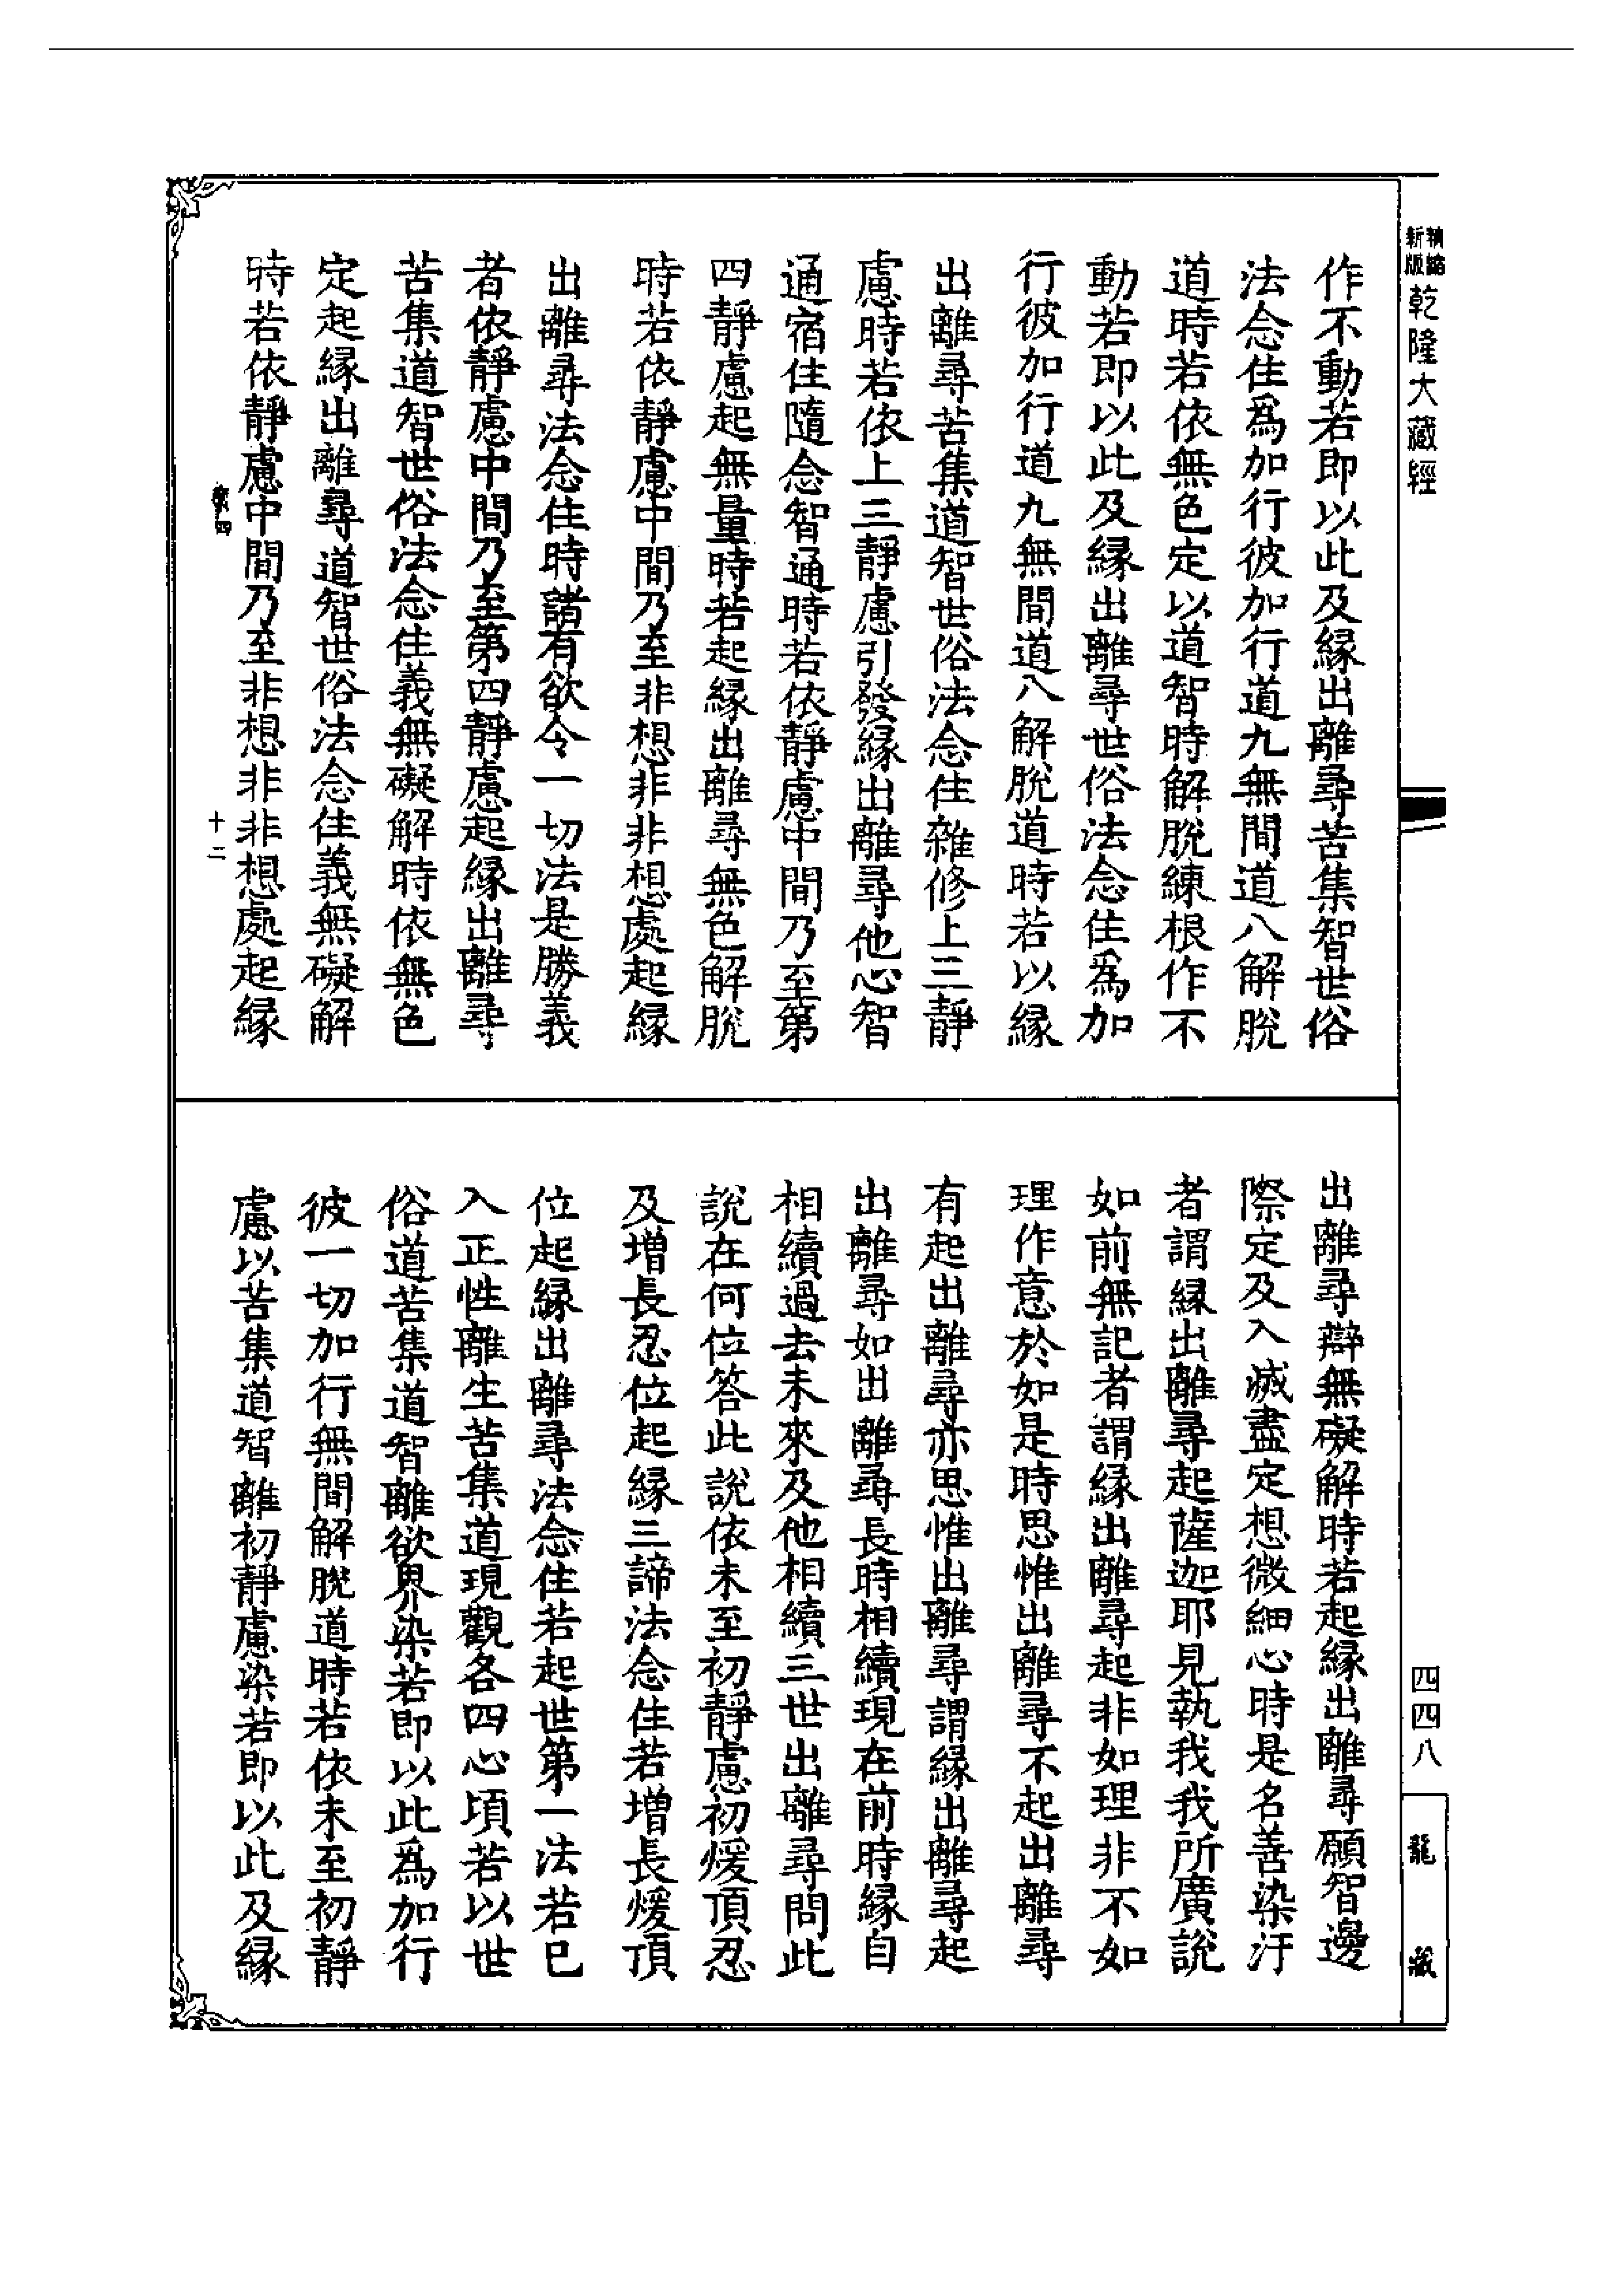 精縮新版
乾隆大藏經
作不動若即以此及縁出離尋苦集智世俗
法念住爲加行彼加行道九無間道八解脫
道時若依無色定以道智時解脫練根作不
動若即以此及縁出離尋世俗法念住爲加
行彼加行道九無間道八解脫道時若以縁
出離尋苦集道智世俗法念住雜修上三靜
慮時若依上三靜慮引發縁出離尋他心智
通宿住隨念智通時若依靜慮中間乃至第
四靜慮起無量時若起縁出離尋無色解脫
時若依靜慮中間乃至非想非非想處起縁
出離尋法念住時諸有欲令一切法是勝義
者依靜慮中間乃至第四靜慮起縁出離尋
苦集道智世俗法念住義無礙解時依無色
定起縁出離尋道智世俗法念住義無礙解
時若依靜慮中間乃至非想非非想處起縁
十二
出離尋辯無礙解時若起縁出離尋願智邊
際定及入滅盡定想微細心時是名善染汙
者謂縁出離尋起薩迦耶見執我我所廣說
如前無記者謂縁出離尋起非如理非不如
理作意於如是時思惟出離尋不起出離尋
有起出離尋亦思惟出離尋謂縁出離尋起
出離尋如出離尋長時相續現在前時縁自
相續過去未來及他相續三世出離尋問此
說在何位答此說依未至初靜慮初煖頂忍
及增長忍位起縁三諦法念住若增長煖頂
位起縁出離尋法念住若起世第一法若已
入正性離生苦集道現觀各四心頃若以世
俗道苦集道智離欲界染若即以此爲加行
彼一切加行無間解脫道時若依未至初靜
慮以苦集道智離初靜慮染若即以此及縁
四四八
龍藏